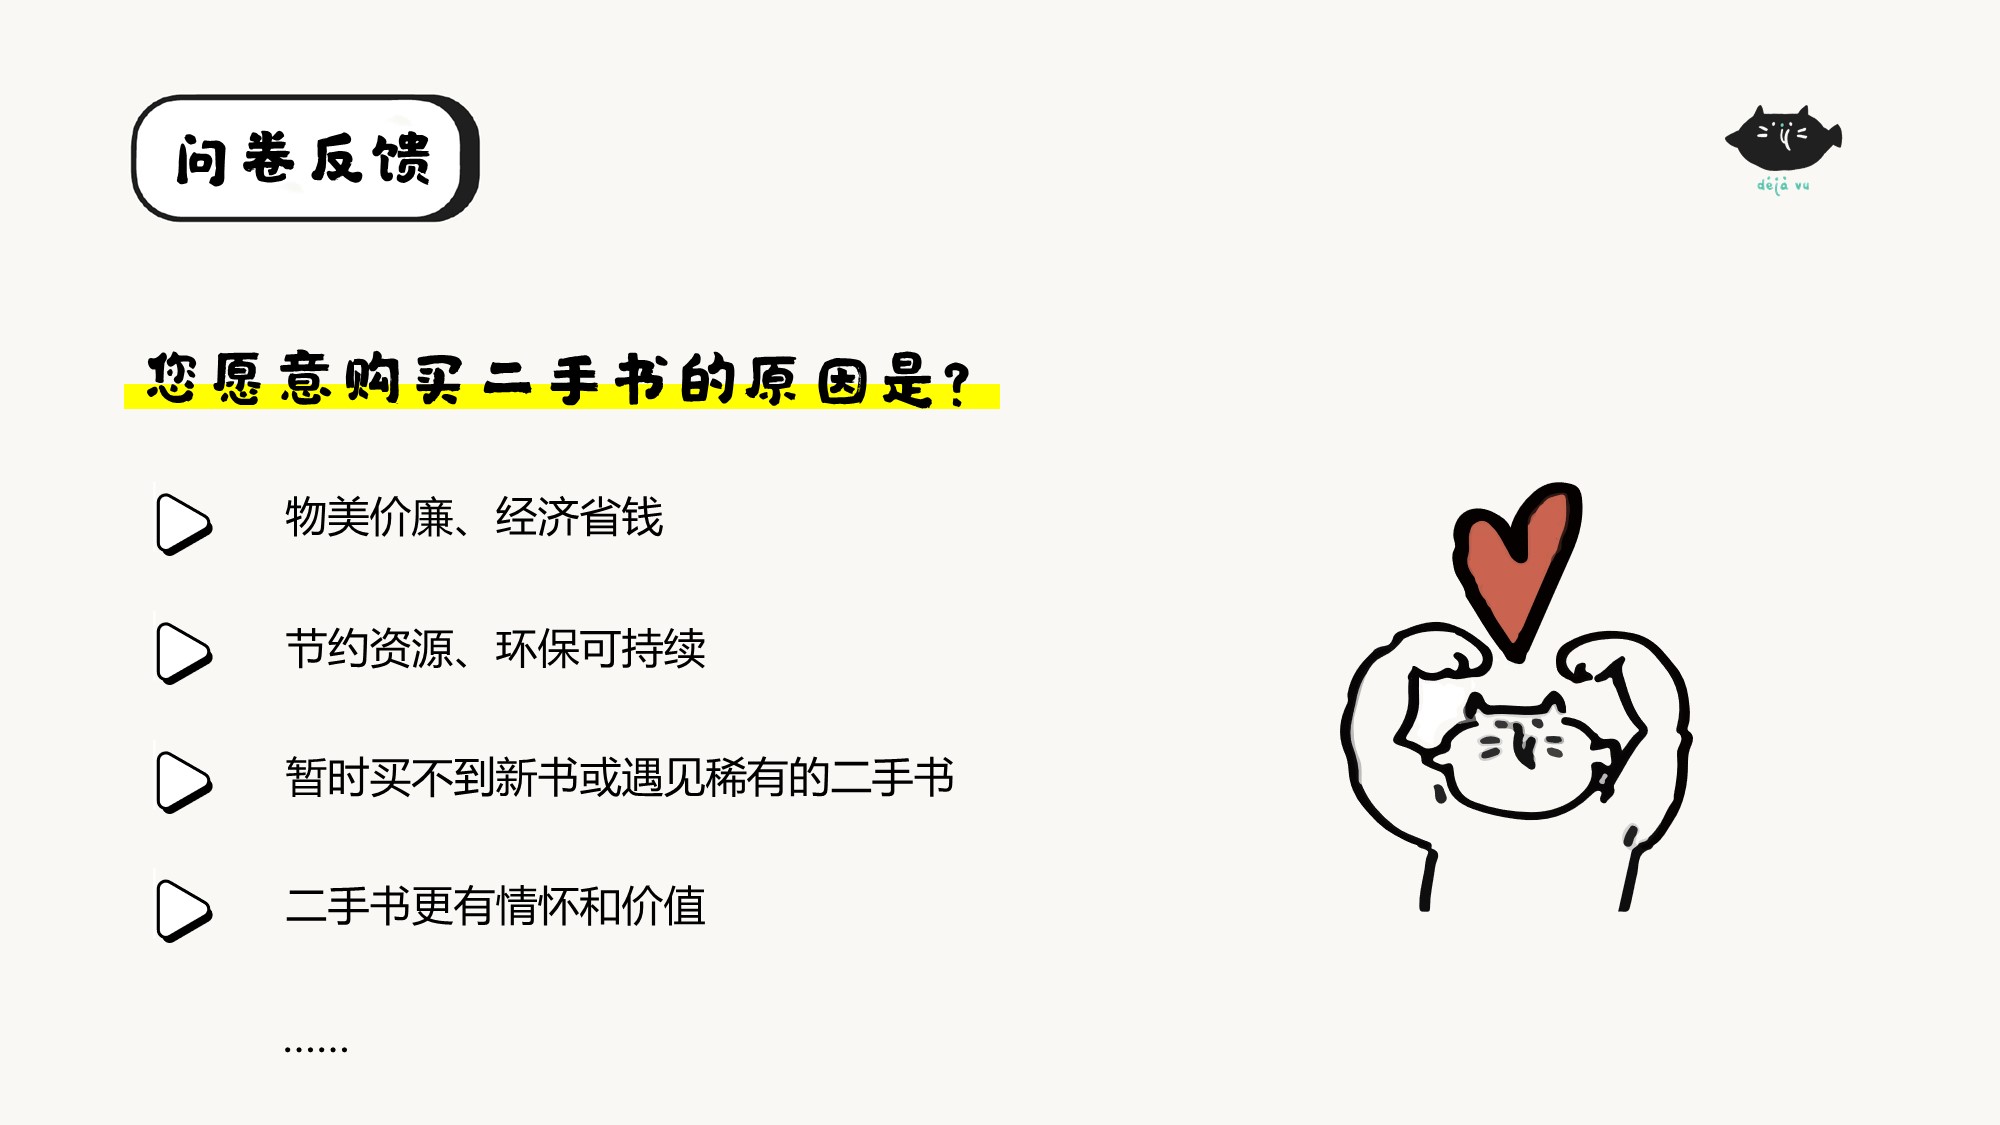 问卷反馈
déjà vu
您愿意购买二手书的原因是?
物美价廉、经济省钱
节约资源、环保可持续
暂时买不到新书或遇见稀有的二手书
二手书更有情怀和价值
......